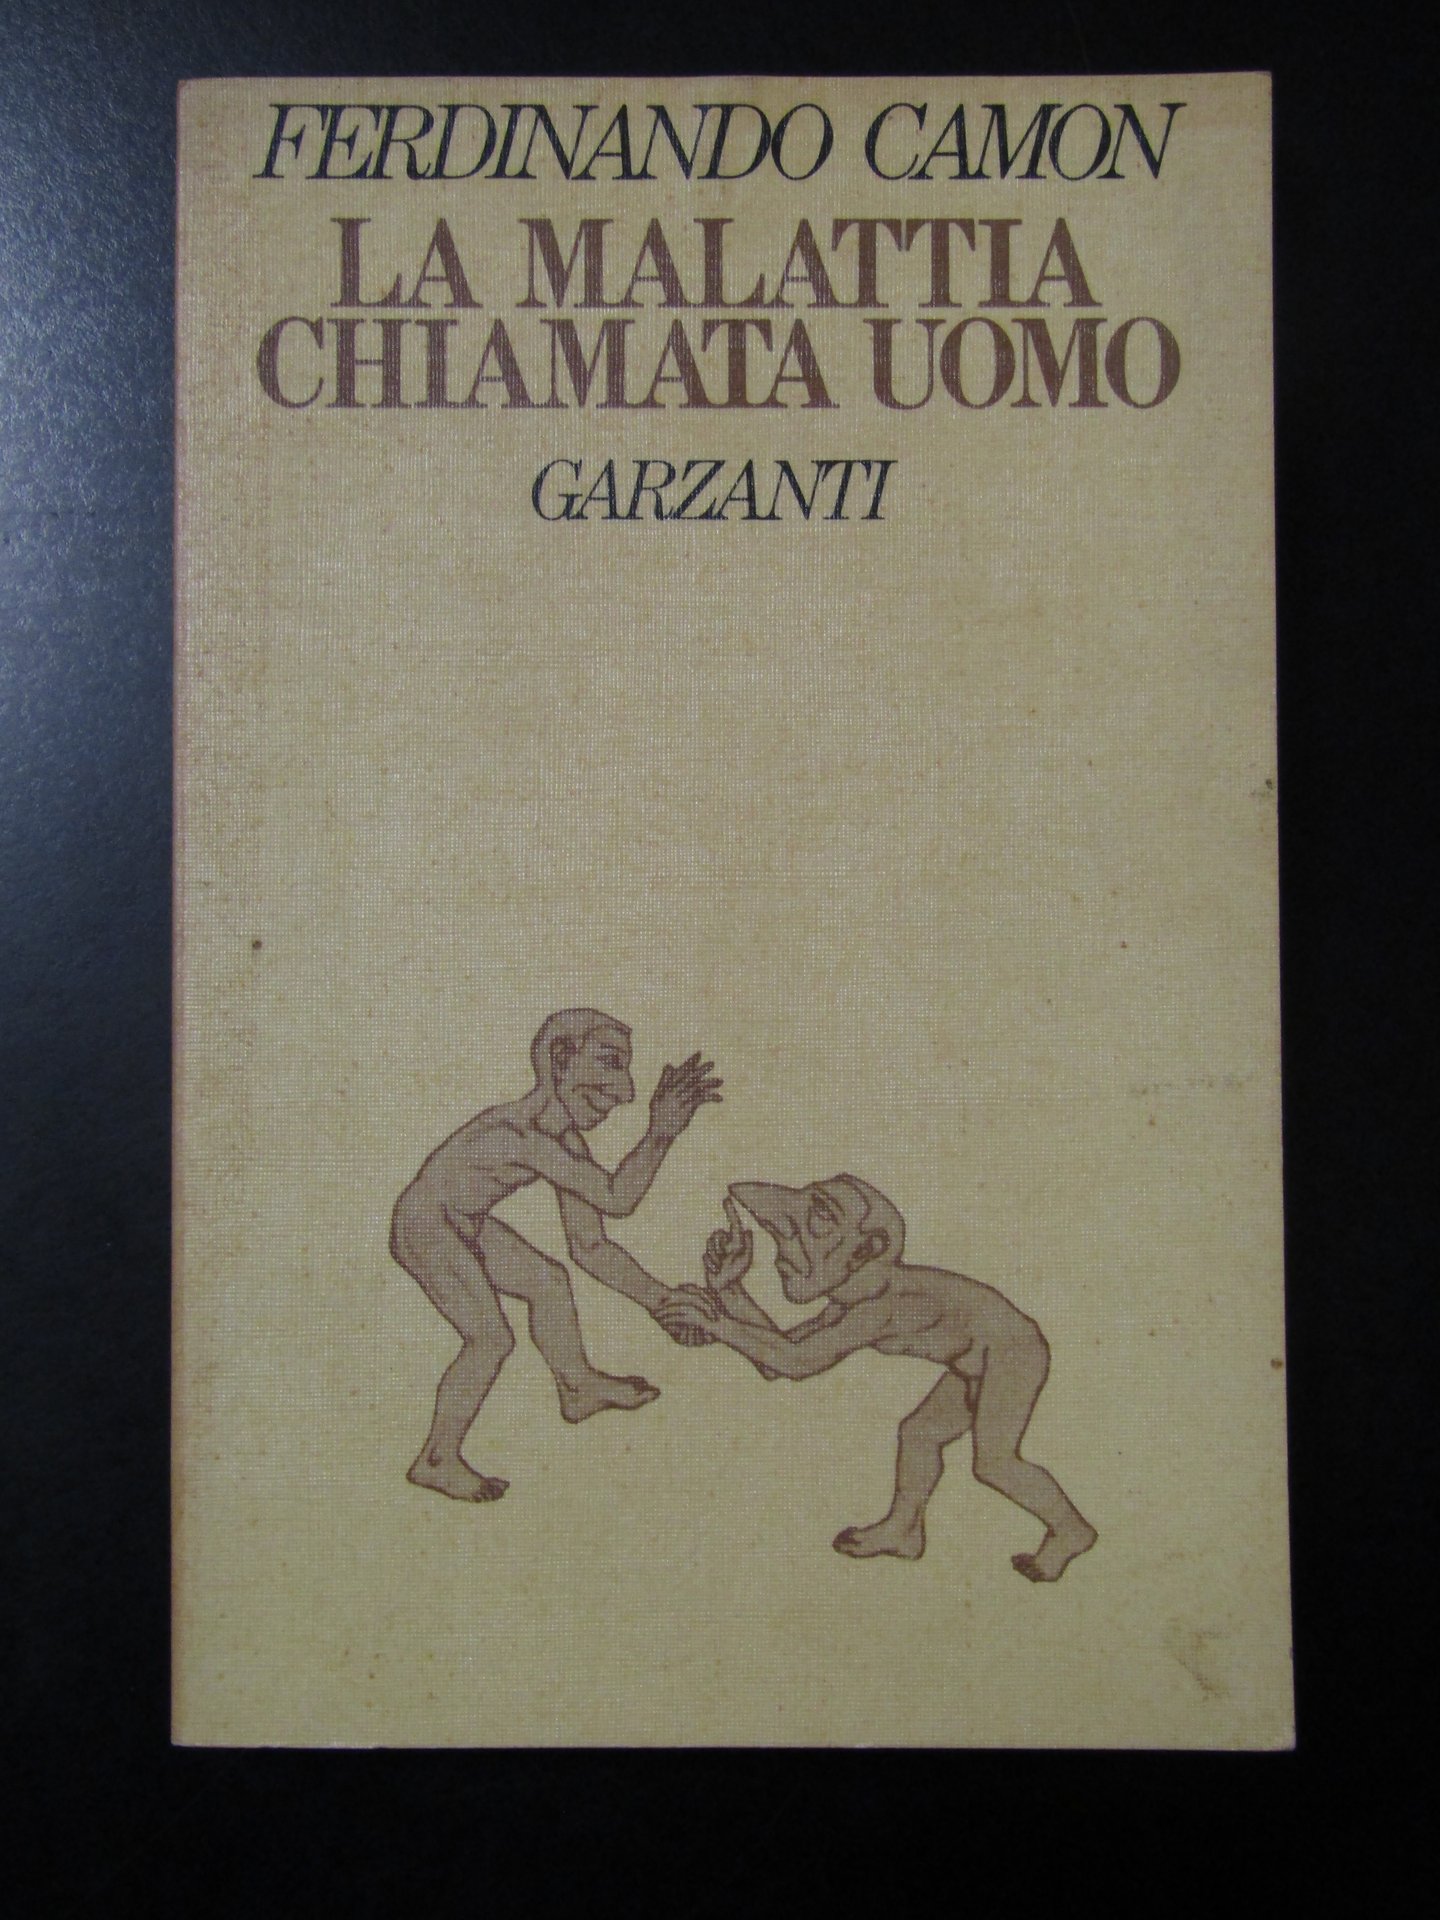 FERDINANDO CAMON
LA MALATTIA
CHIAMATA UOMO
GARZANTI